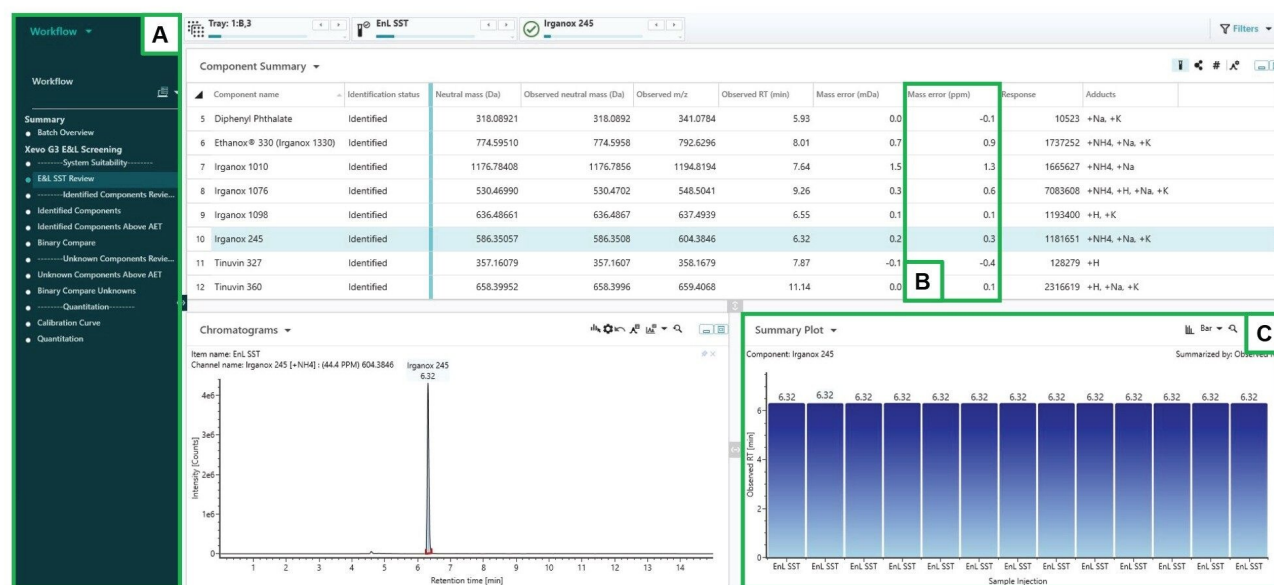 Workflow
A
Tray: 1:B,3
EnL SST
Irganox 245
Filters
Workflow
Summary
Batch Overview
Xevo G3 E&L Screening
--------System Suitability--------
E&L SST Review
--------Identified Components Revie...
Identified Components
Identified Components Above AET
Binary Compare
--------Unknown Components Revie...
Unknown Components Above AET
Binary Compare Unknowns
--------Quantitation--------
Calibration Curve
Quantitation
Component Summary
Component name Identification status Neutral mass (Da) Observed neutral mass (Da) Observed m/z Observed RT (min) Mass error (mDa) Mass error (ppm) Response Adducts
5 Diphenyl Phthalate Identified 318.08921 318.0892 341.0784 5.93 0.0 -0.1 10523 +Na, +K
6 Ethanox® 330 (Irganox 1330) Identified 774.59510 774.5958 792.6296 8.01 0.7 0.9 1737252 +NH4, +Na, +K
7 Irganox 1010 Identified 1176.78408 1176.7856 1194.8194 7.64 1.5 1.3 1665627 +NH4, +Na
8 Irganox 1076 Identified 530.46990 530.4702 548.5041 9.26 0.3 0.6 7083608 +NH4, +H, +Na, +K
9 Irganox 1098 Identified 636.48661 636.4867 637.4939 6.55 0.1 0.1 1193400 +H, +K
10 Irganox 245 Identified 586.35057 586.3508 604.3846 6.32 0.2 0.3 1181651 +NH4, +Na, +K
11 Tinuvin 327 Identified 357.16079 357.1607 358.1679 7.87 -0.1 -0.4 128279 +H
12 Tinuvin 360 Identified 658.39952 658.3996 659.4068 11.14 0.0 0.1 2316619 +H, +Na, +K
B
Chromatograms
Item name: EnL SST
Channel name: Irganox 245 [+NH4] : (44.4 PPM) 604.3846
Irganox 245
6.32
Intensity [Counts]
4e6
3e6
2e6
1e6
0
1 2 3 4 5 6 7 8 9 10 11 12 13 14
Retention time [min]
Summary Plot
Bar
C
Component: Irganox 245
Summarized by: Observed
6.32 6.32 6.32 6.32 6.32 6.32 6.32 6.32 6.32 6.32 6.32 6.32
Observed RT [min]
6
4
2
0
EnL SST EnL SST EnL SST EnL SST EnL SST EnL SST EnL SST EnL SST EnL SST EnL SST EnL SST EnL SST
Sample Injection